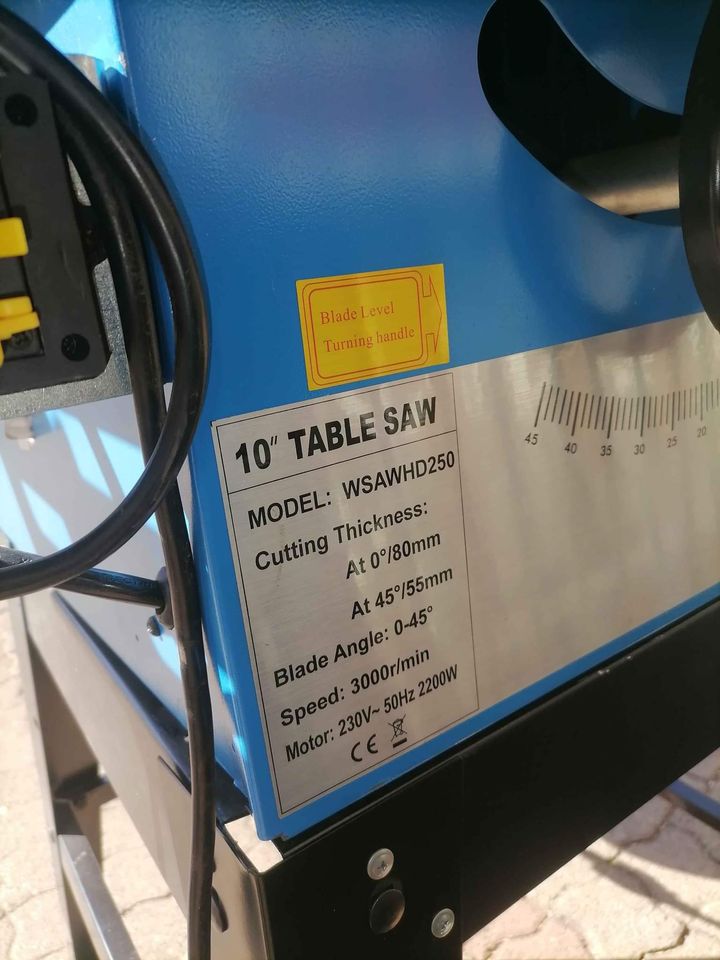 Blade Level
Turning handle
10" TABLE SAW
MODEL: WSAWHD250
Cutting Thickness:
At 0°/80mm
At 45°/55mm
Blade Angle: 0-45°
Speed: 3000r/min
Motor: 230V~ 50Hz 2200W
CE
45 40 35 30 25 20